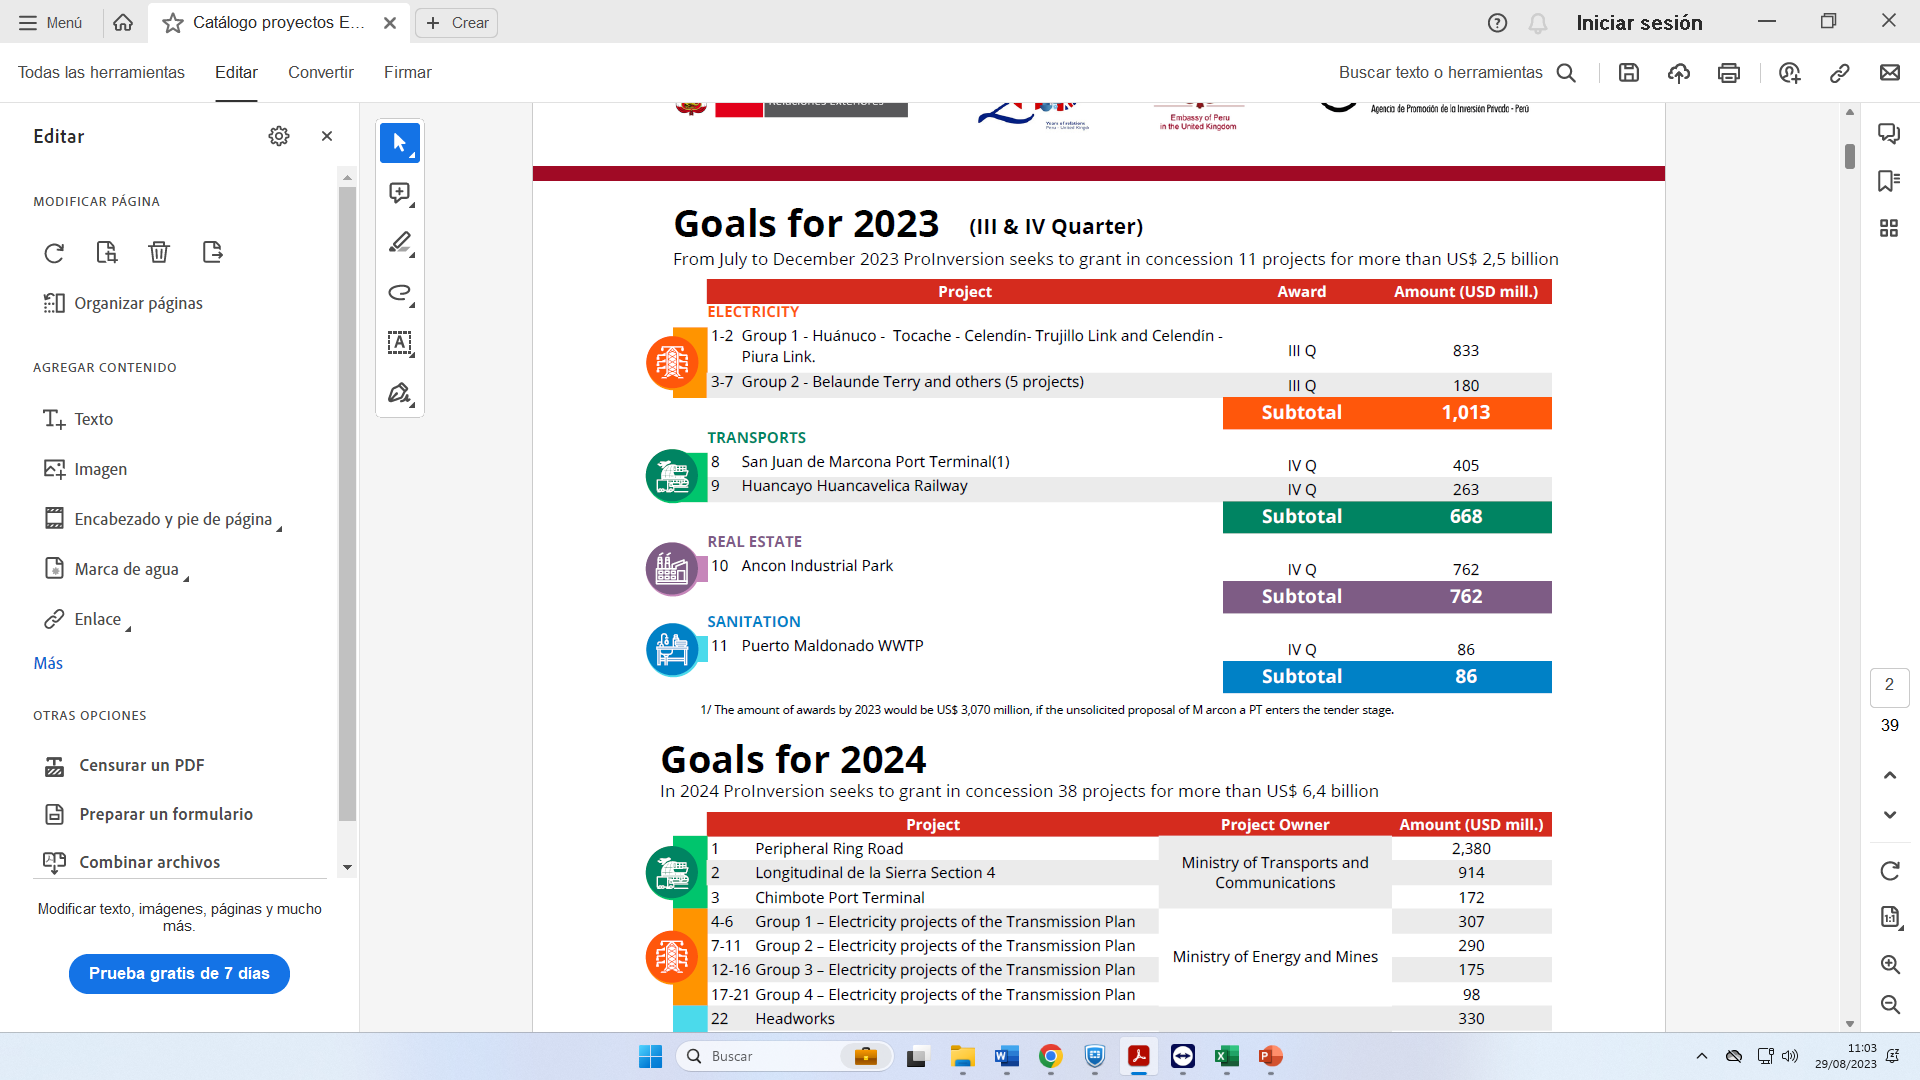 Menú
Catálogo proyectos E...
Crear
Iniciar sesión
Todas las herramientas
Editar
Convertir
Firmar
Buscar texto o herramientas
Editar
MODIFICAR PÁGINA
Organizar páginas
AGREGAR CONTENIDO
Texto
Imagen
Encabezado y pie de página
Marca de agua
Enlace
Más
OTRAS OPCIONES
Censurar un PDF
Preparar un formulario
Combinar archivos
Modificar texto, imágenes, páginas y mucho
más.
Prueba gratis de 7 días
Relaciones Exteriores
Years of relations
Embassy of Peru
in the United Kingdom
Agencia de Promoción de la Inversión Privada - Perú
Goals for 2023 (III & IV Quarter)
From July to December 2023 ProInversion seeks to grant in concession 11 projects for more than US$ 2,5 billion
Project Award Amount (USD mill.)
ELECTRICITY
1-2 Group 1 - Huánuco - Tocache - Celendín- Trujillo Link and Celendín -
Piura Link.
III Q 833
3-7 Group 2 - Belaunde Terry and others (5 projects) III Q 180
Subtotal 1,013
TRANSPORTS
8 San Juan de Marcona Port Terminal(1) IV Q 405
9 Huancayo Huancavelica Railway IV Q 263
Subtotal 668
REAL ESTATE
10 Ancon Industrial Park IV Q 762
Subtotal 762
SANITATION
11 Puerto Maldonado WWTP IV Q 86
Subtotal 86
1/ The amount of awards by 2023 would be US$ 3,070 million, if the unsolicited proposal of M arcon a PT enters the tender stage.
Goals for 2024
In 2024 ProInversion seeks to grant in concession 38 projects for more than US$ 6,4 billion
Project Project Owner Amount (USD mill.)
1 Peripheral Ring Road 2,380
Ministry of Transports and
Communications
2 Longitudinal de la Sierra Section 4 914
3 Chimbote Port Terminal 172
4-6 Group 1 – Electricity projects of the Transmission Plan 307
7-11 Group 2 – Electricity projects of the Transmission Plan 290
Ministry of Energy and Mines
12-16 Group 3 – Electricity projects of the Transmission Plan 175
17-21 Group 4 – Electricity projects of the Transmission Plan 98
22 Headworks 330
2
39
Buscar
11:03
29/08/2023